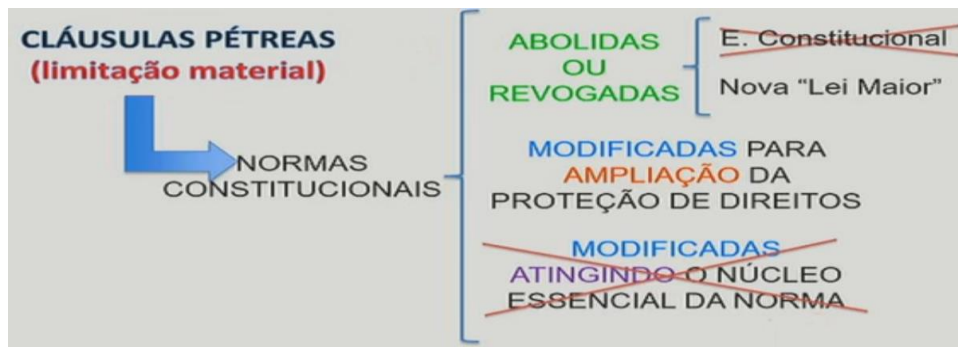 CLÁUSULAS PÉTREAS
(limitação material)
NORMAS
CONSTITUCIONAIS
ABOLIDAS
OU
REVOGADAS
E. Constitucional
Nova “Lei Maior”
MODIFICADAS PARA
AMPLIAÇÃO DA
PROTEÇÃO DE DIREITOS
MODIFICADAS
ATINGINDO O NÚCLEO
ESSENCIAL DA NORMA